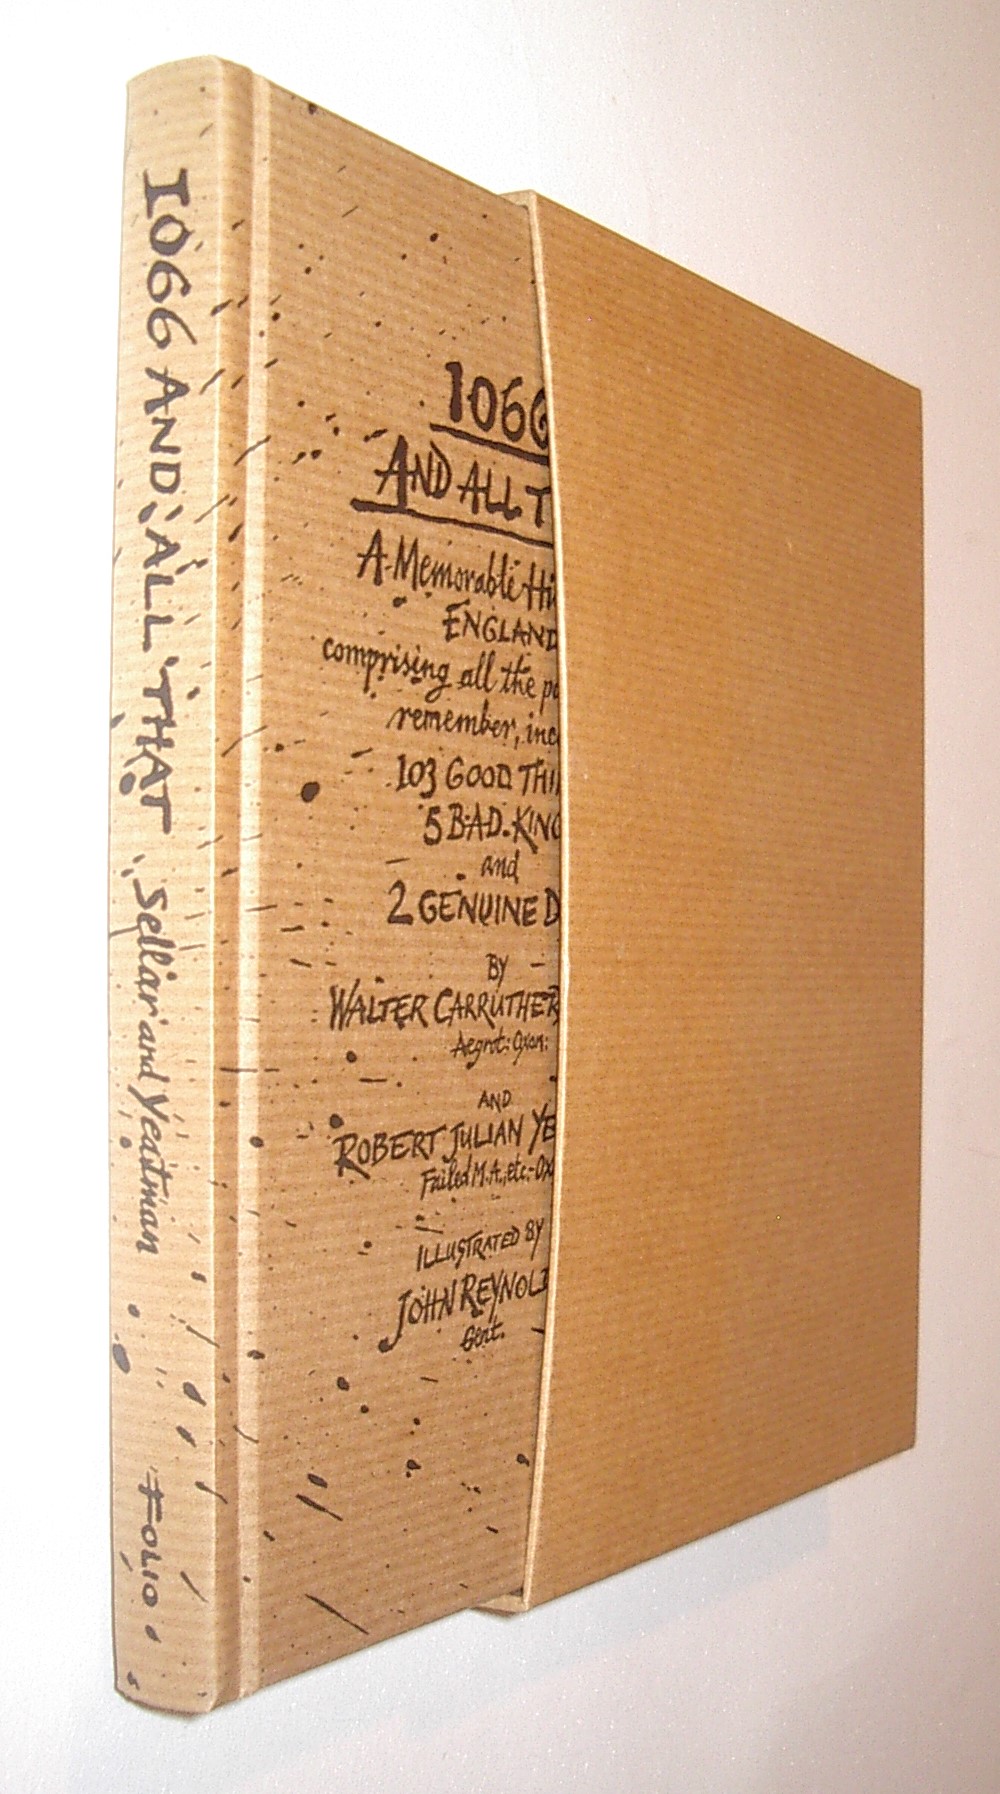 1066 AND ALL THAT Sellar and Yeatman FOLIO
1066
AND ALL T
A Memorable Hi
ENGLAND
comprising all the pa
remember, inc
103 GOOD THI
5 BAD KING
and
2 GENUINE D
BY
WALTER CARRUTHER
Aegrot: Oxon:
AND
ROBERT JULIAN YE
Failed M.A., etc:-Ox
ILLUSTRATED BY
JOHN REYNOLD
Gent.